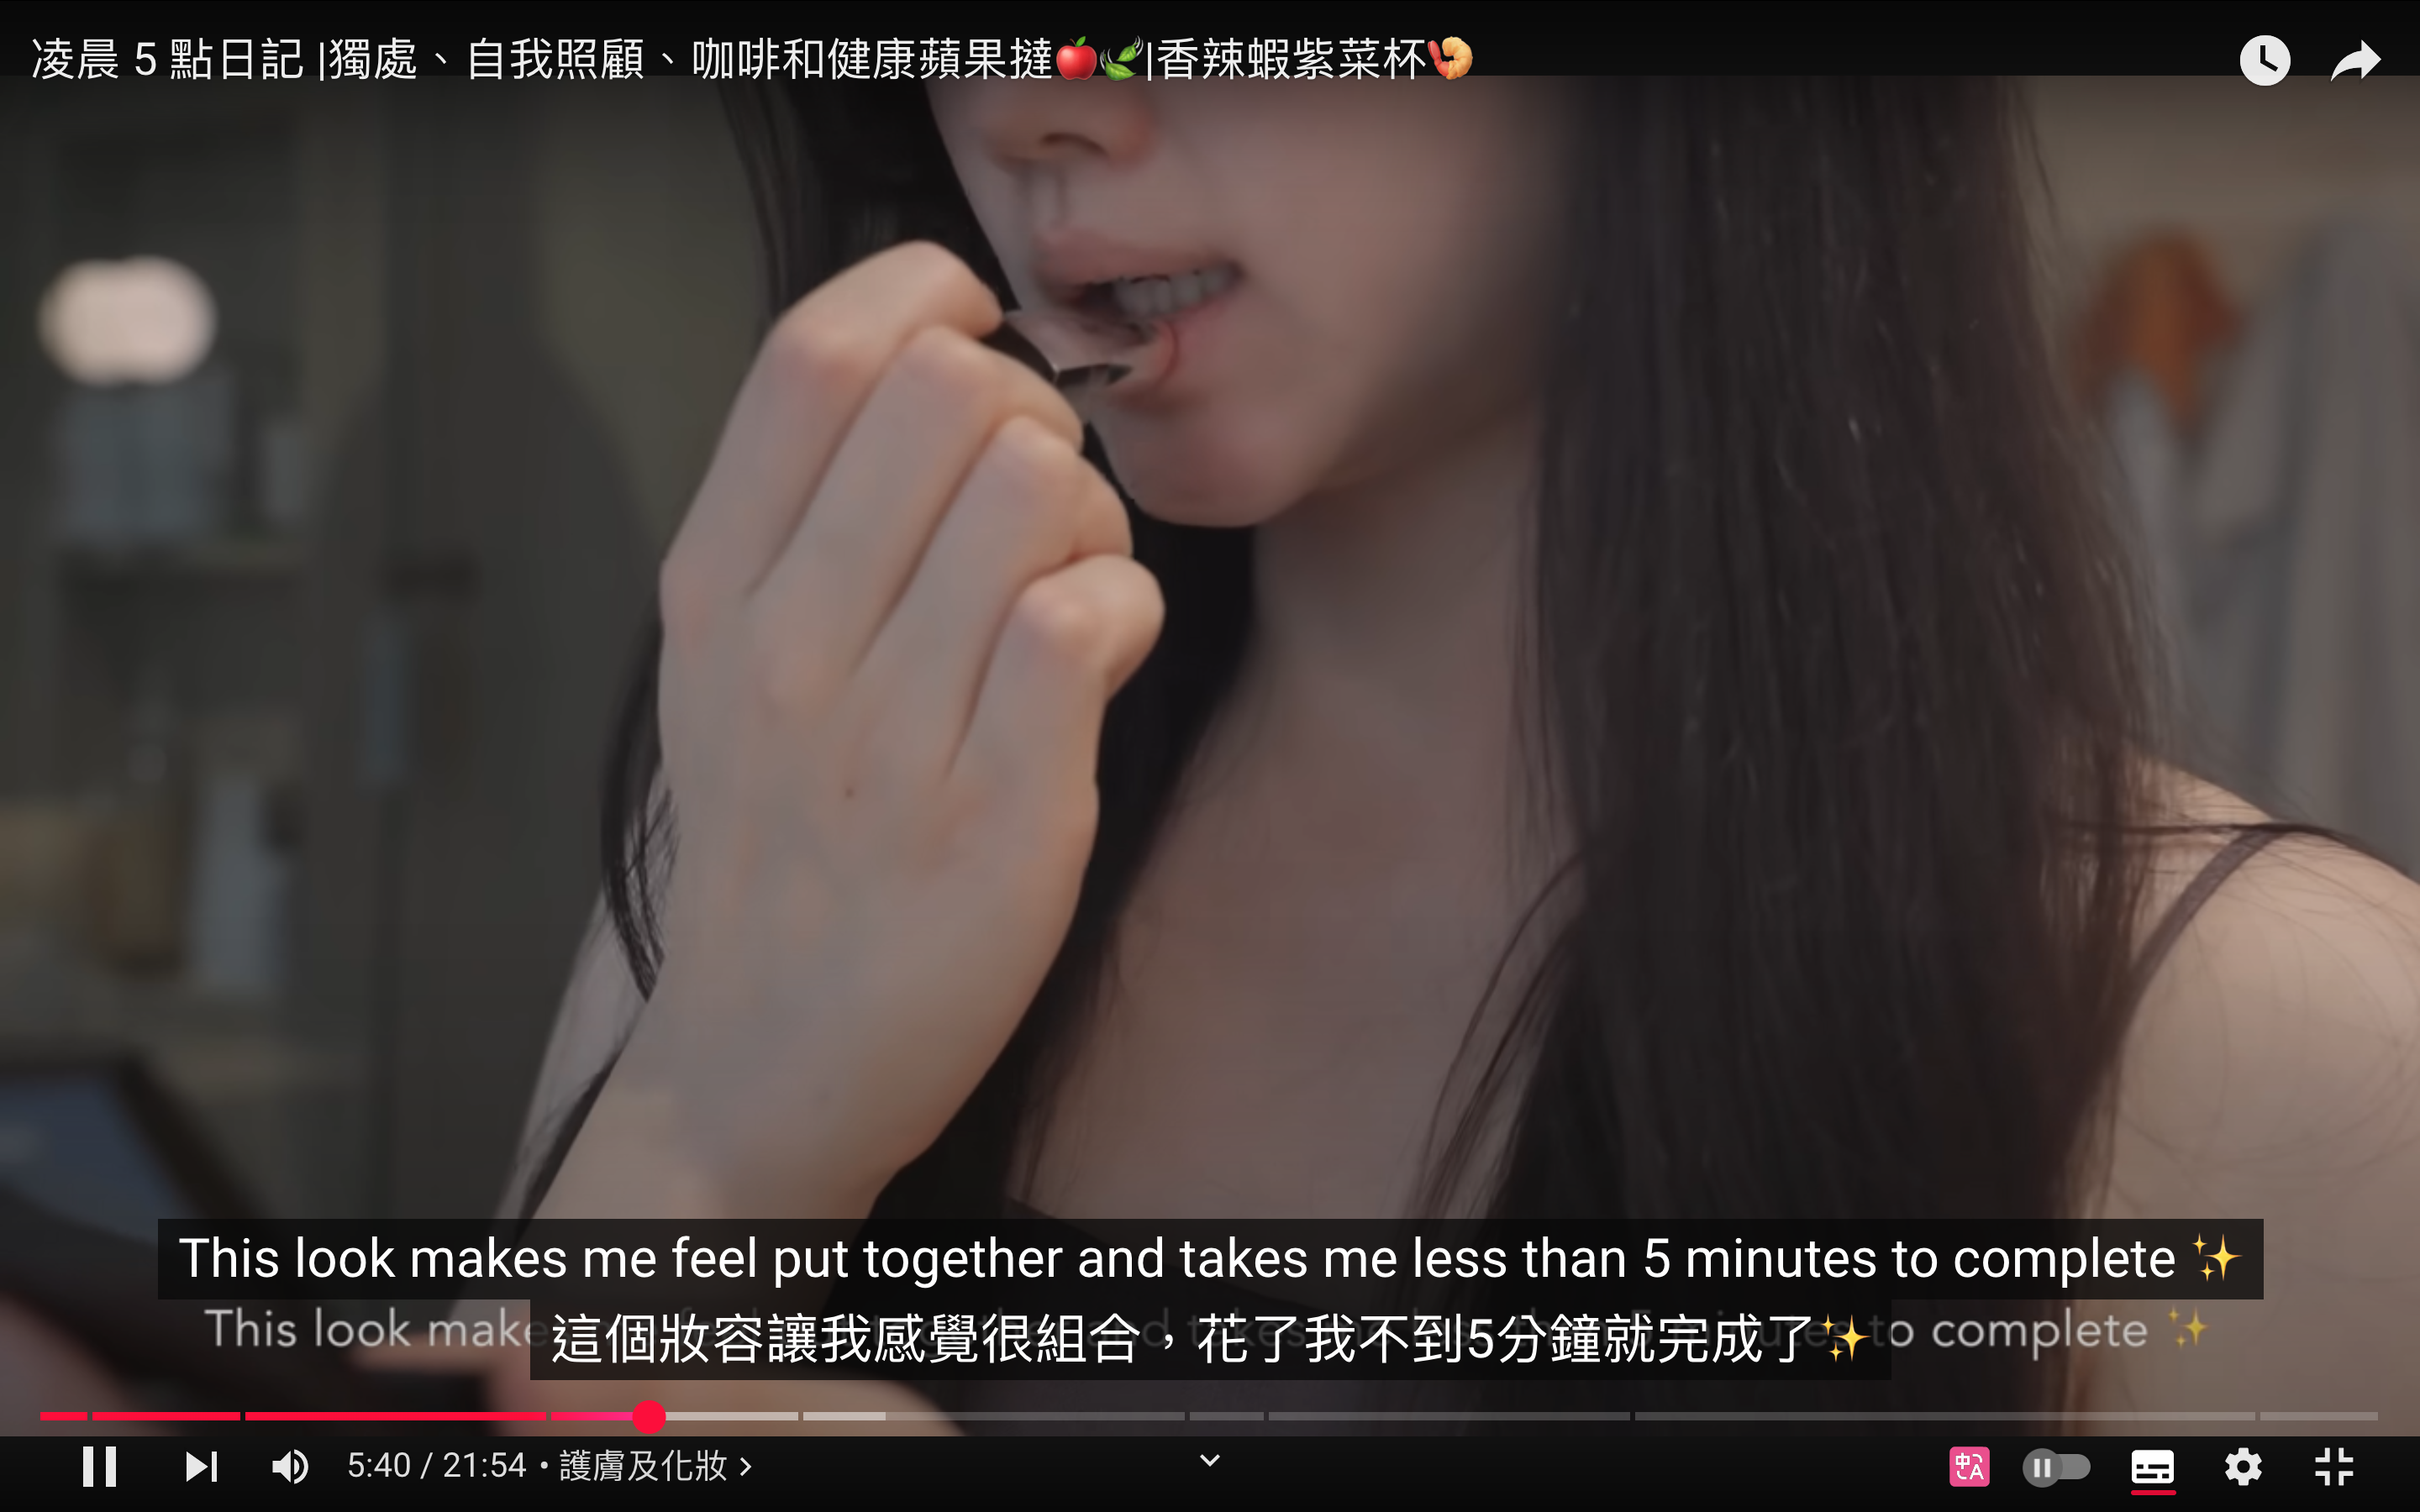 凌晨 5 點日記 |獨處、自我照顧、咖啡和健康蘋果撻🍎🌿|香辣蝦紫菜杯🍤
This look makes me feel put together and takes me less than 5 minutes to complete ✨
這個妝容讓我感覺很組合，花了我不到5分鐘就完成了✨
This look make o complete ✨
5:40 / 21:54 • 護膚及化妝 >
中A